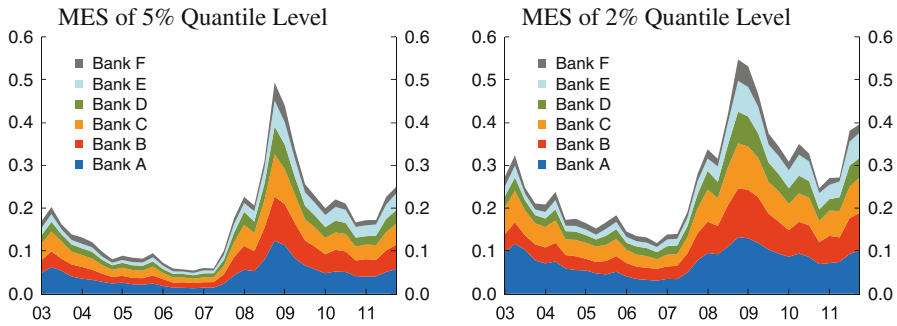 MES of 5% Quantile Level
0.6 0.6
Bank F
0.5 0.5
Bank E
Bank D
0.4 0.4
Bank C
Bank B
0.3 0.3
Bank A
0.2 0.2
0.1 0.1
0.0 0.0
03 04 05 06 07 08 09 10 11
MES of 2% Quantile Level
0.6 0.6
Bank F
0.5 0.5
Bank E
Bank D
0.4 0.4
Bank C
Bank B
0.3 0.3
Bank A
0.2 0.2
0.1 0.1
0.0 0.0
03 04 05 06 07 08 09 10 11